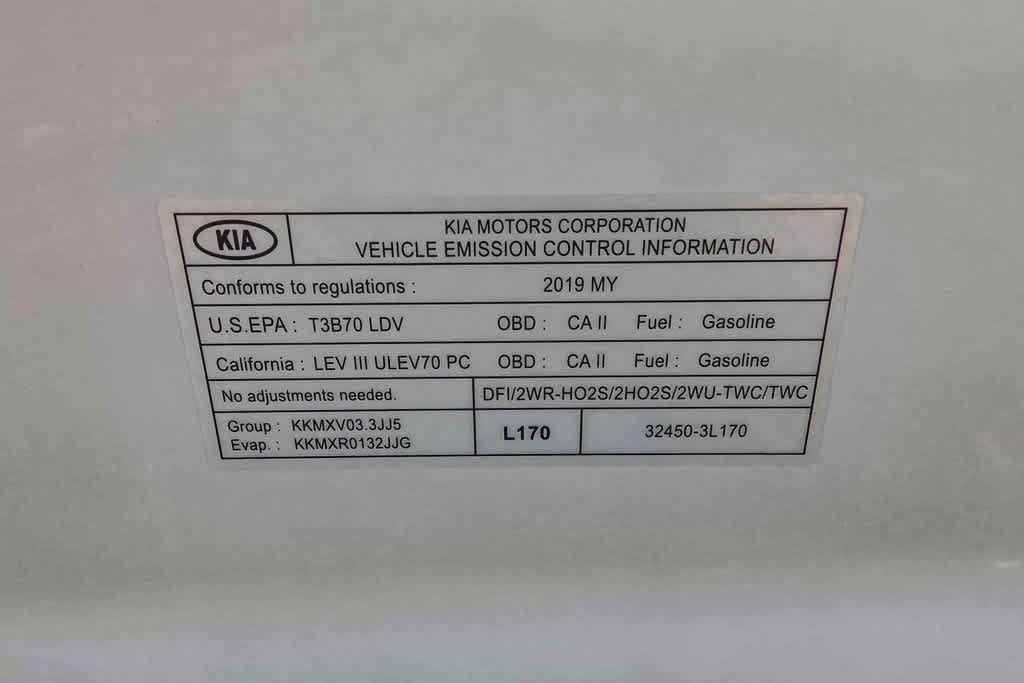 KIA
KIA MOTORS CORPORATION
VEHICLE EMISSION CONTROL INFORMATION
Conforms to regulations : 2019 MY
U.S.EPA : T3B70 LDV OBD : CA II Fuel : Gasoline
California : LEV III ULEV70 PC OBD : CA II Fuel : Gasoline
No adjustments needed. DFI/2WR-HO2S/2HO2S/2WU-TWC/TWC
Group : KKMXV03.3JJ5
Evap. : KKMXR0132JJG
L170 32450-3L170